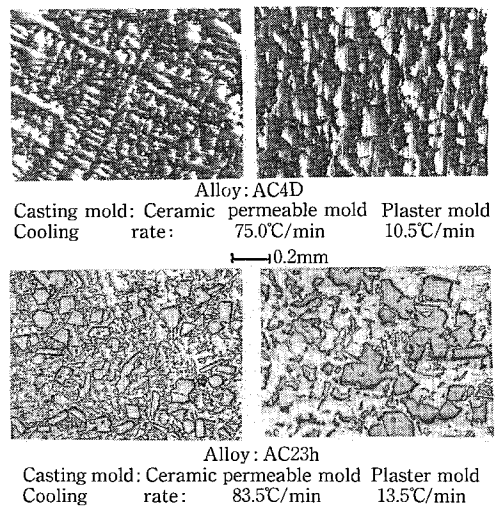 Alloy: AC4D
Casting mold: Ceramic permeable mold Plaster mold
Cooling rate: 75.0℃/min 10.5℃/min
0.2mm
Alloy: AC23h
Casting mold: Ceramic permeable mold Plaster mold
Cooling rate: 83.5℃/min 13.5℃/min